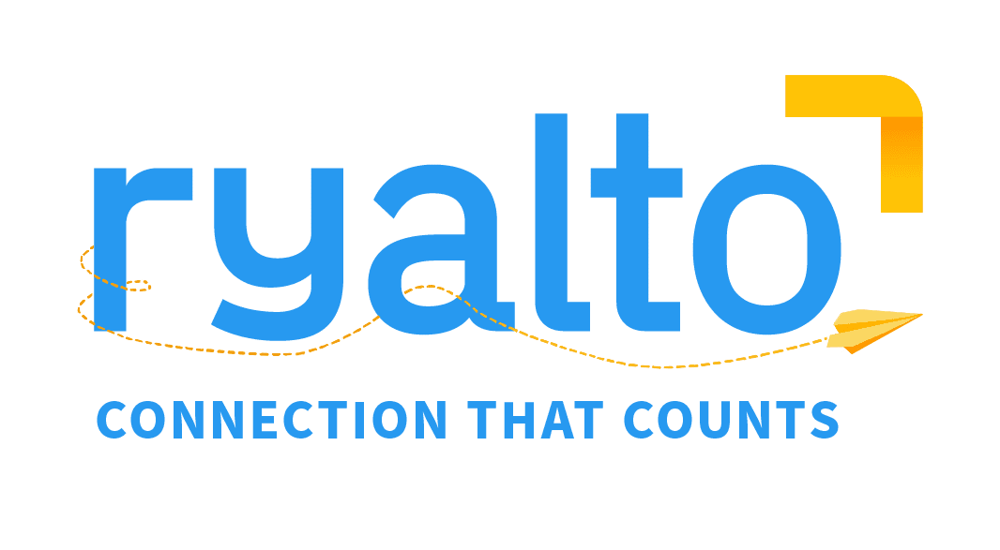 ryalto
CONNECTION THAT COUNTS